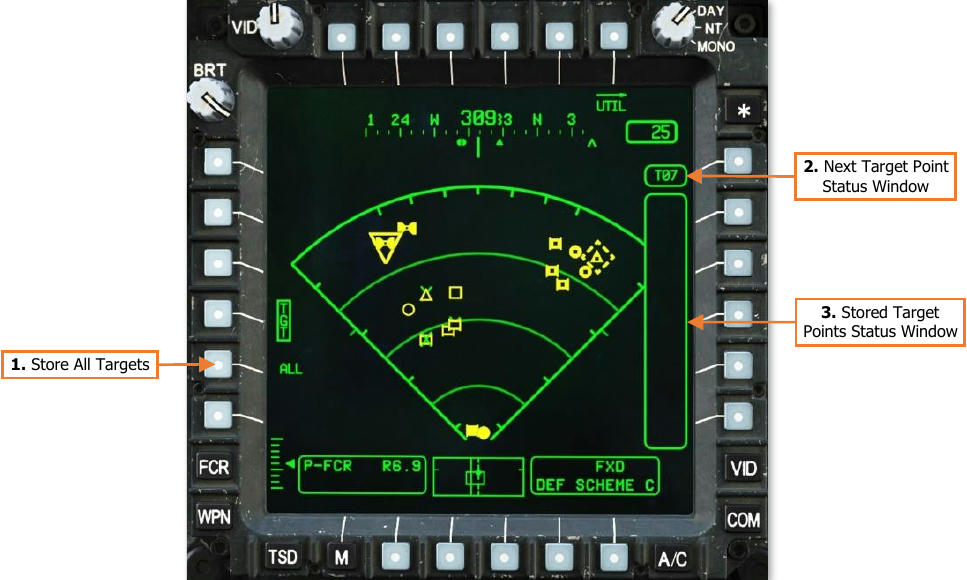 VID
DAY
NT
MONO
BRT
UTIL
1 24 W 309 33 N 3
25
T07
2. Next Target Point
Status Window
3. Stored Target
Points Status Window
TGT
1. Store All Targets
ALL
P-FCR R6.9
FXD
DEF SCHEME C
FCR
VID
WPN
COM
TSD
M
A/C
*